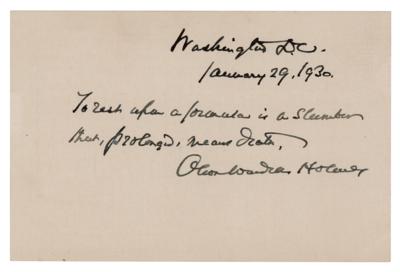 Washington D.C.
January 29, 1930.
To rest upon a formula is a slumber
that, prolonged, means death.
Oliver Wendell Holmes